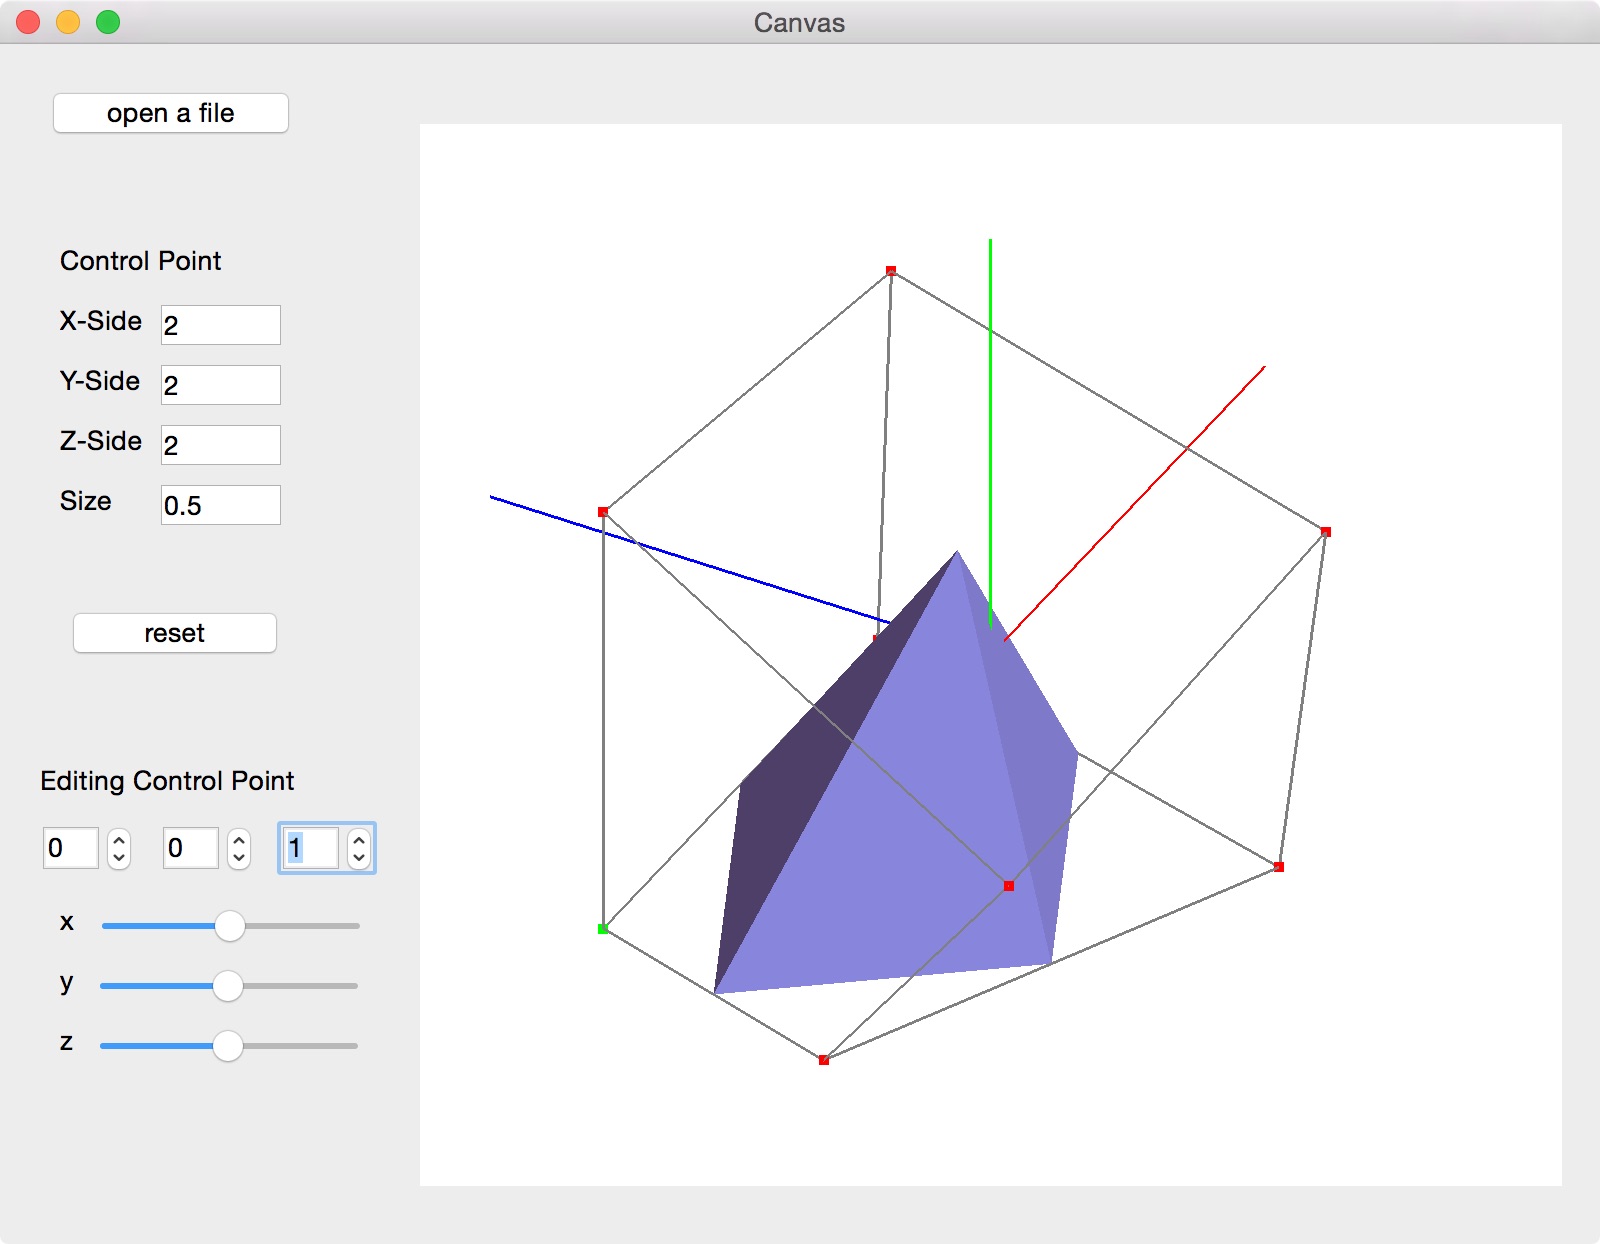 Canvas
open a file
Control Point
X-Side 2
Y-Side 2
Z-Side 2
Size 0.5
reset
Editing Control Point
0 0 1
x
y
z